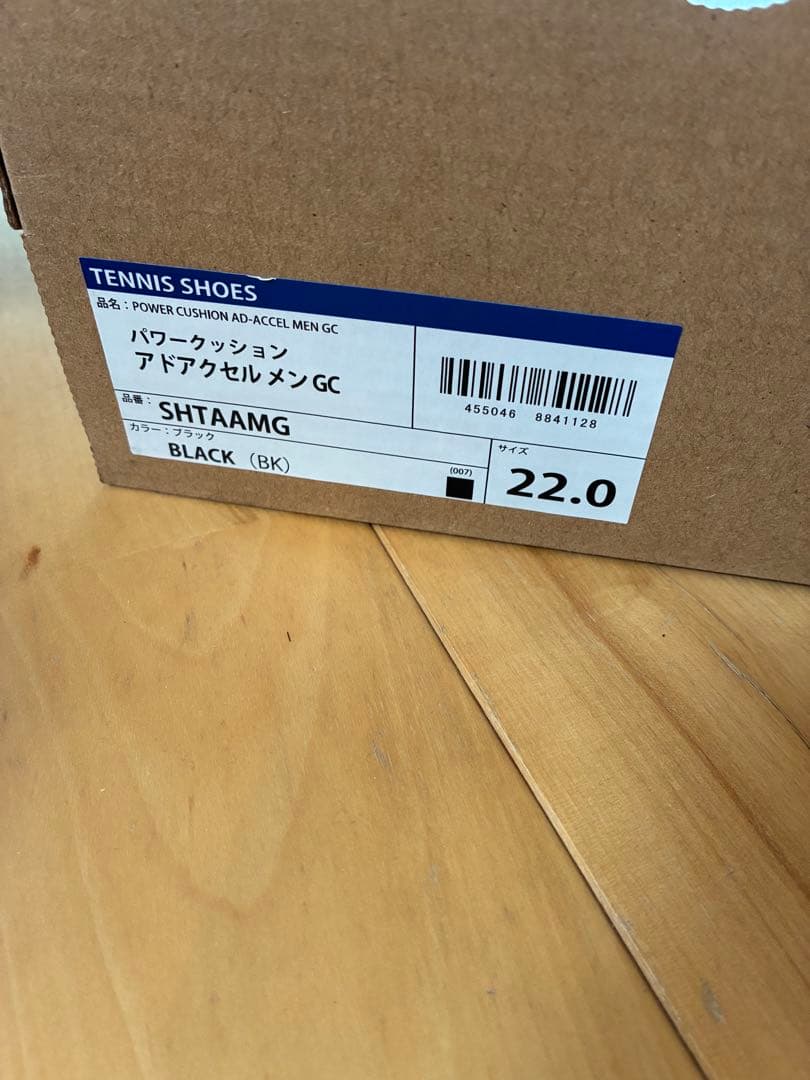 TENNIS SHOES
品名：POWER CUSHION AD-ACCEL MEN GC
パワークッション
アドアクセル メン GC
455046 8841128
品番：
SHTAAMG
カラー：ブラック
BLACK (BK)
(007)
サイズ
22.0